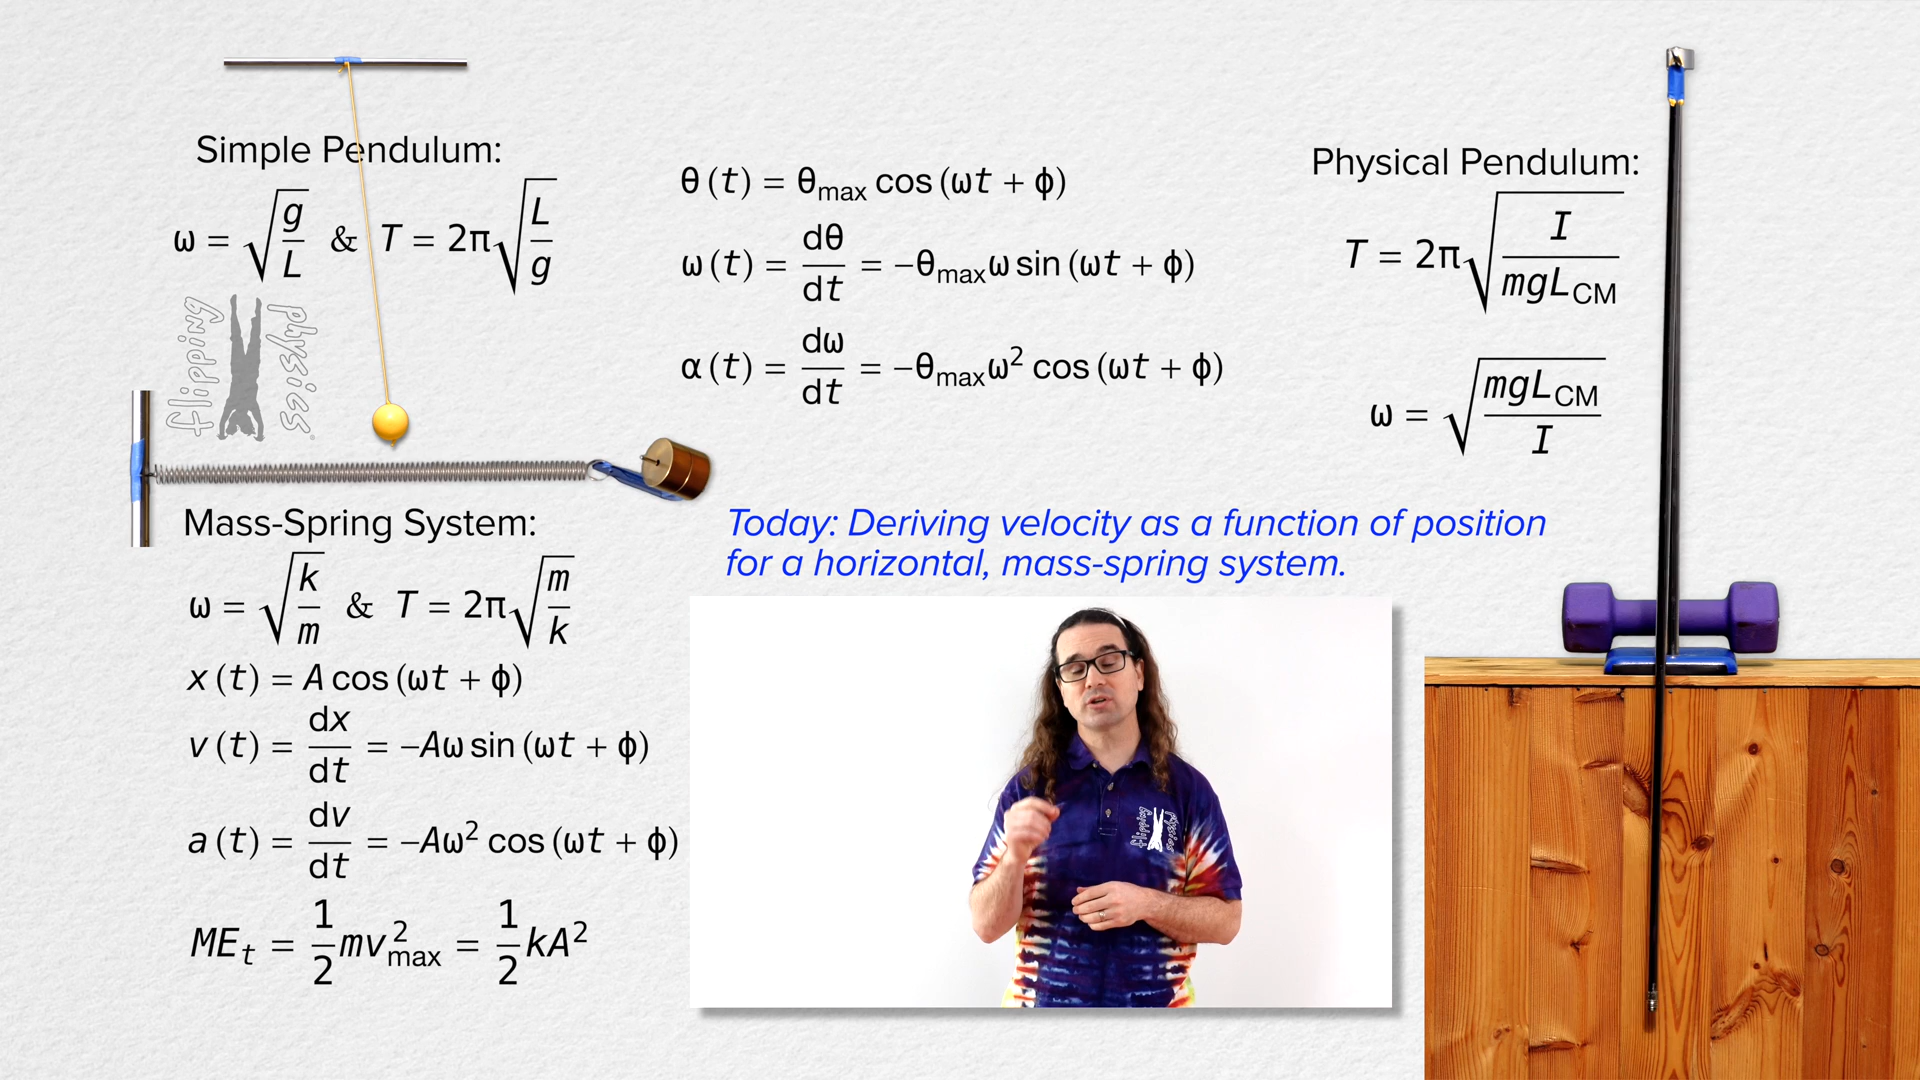 Simple Pendulum:
ω = √(g/L) & T = 2π√(L/g)
flipping physics
θ(t) = θmax cos(ωt + ϕ)
ω(t) = dθ/dt = −θmaxω sin(ωt + ϕ)
α(t) = dω/dt = −θmaxω² cos(ωt + ϕ)
Physical Pendulum:
T = 2π√(I/mgLCM)
ω = √(mgLCM/I)
Mass-Spring System:
ω = √(k/m) & T = 2π√(m/k)
x(t) = A cos(ωt + ϕ)
v(t) = dx/dt = −Aω sin(ωt + ϕ)
a(t) = dv/dt = −Aω² cos(ωt + ϕ)
MEt = 1/2 mv²max = 1/2 kA²
Today: Deriving velocity as a function of position
for a horizontal, mass-spring system.
flipping physics